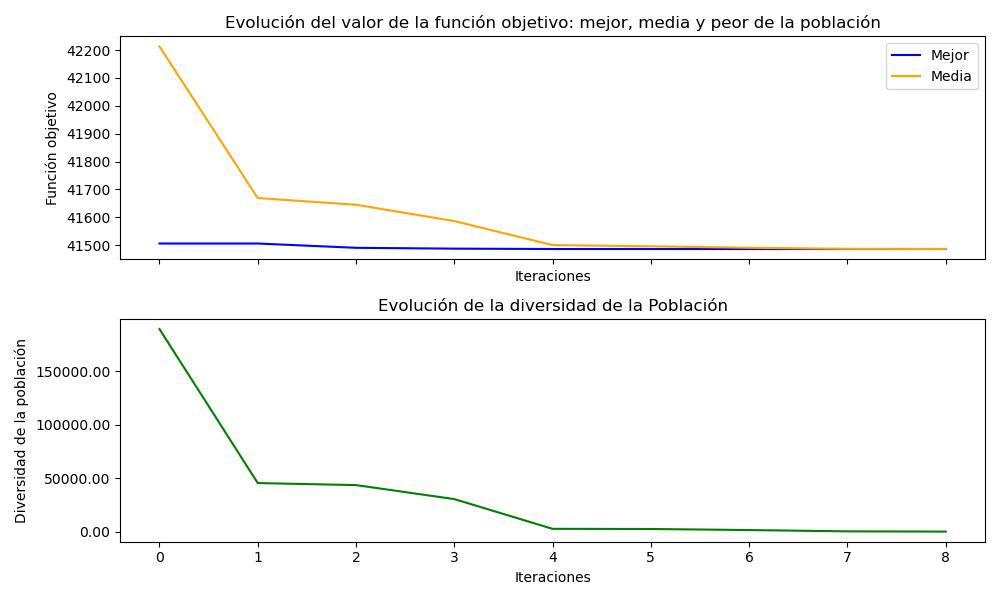 Evolución del valor de la función objetivo: mejor, media y peor de la población
Función objetivo
42200
42100
42000
41900
41800
41700
41600
41500
Mejor
Media
Iteraciones
Evolución de la diversidad de la Población
Diversidad de la población
150000.00
100000.00
50000.00
0.00
0 1 2 3 4 5 6 7 8
Iteraciones